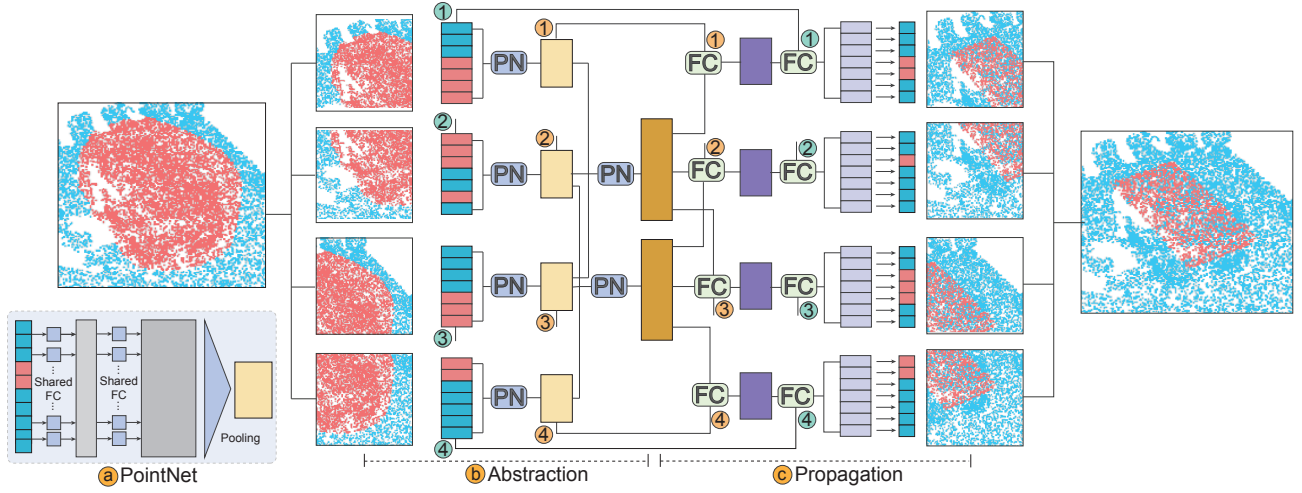 1 1 1 1
PN FC FC
2 2 2 2
PN PN FC FC
PN PN FC FC
3 3 3 3
PN FC FC
4 4 4 4
Shared FC Shared FC
Pooling
a PointNet
b Abstraction
c Propagation